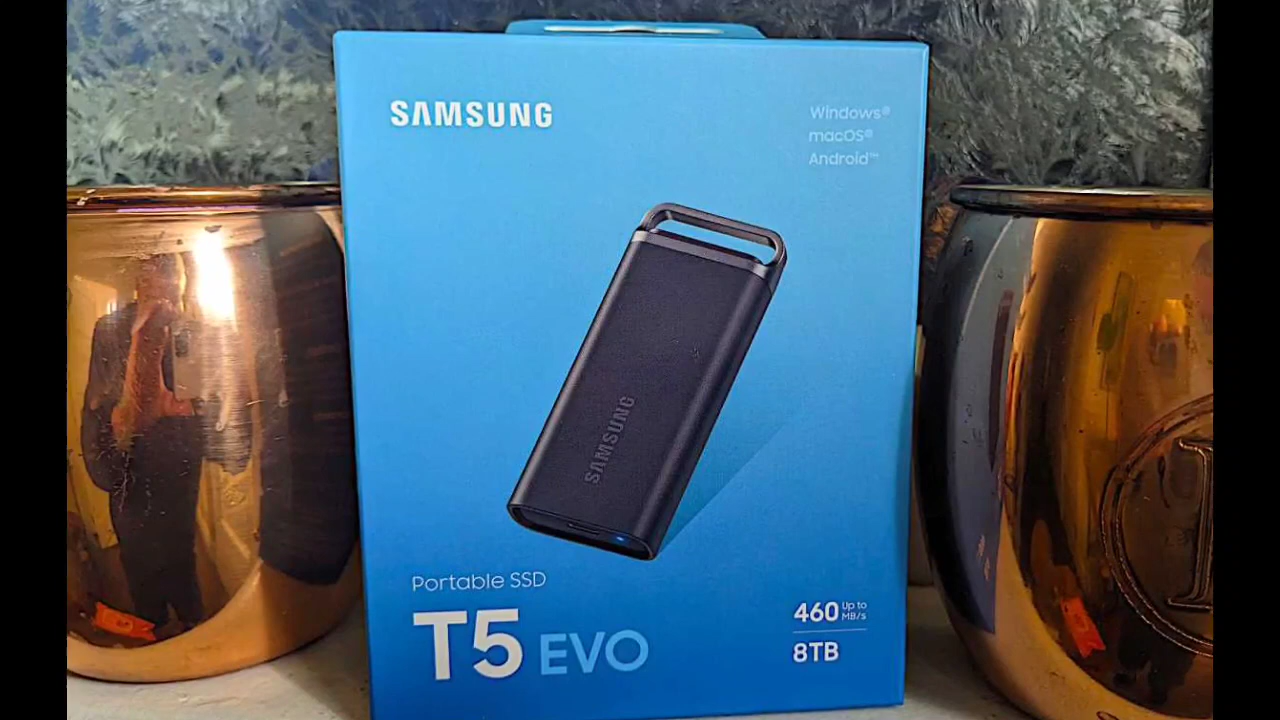 SAMSUNG
Windows®
macOS®
Android™
SAMSUNG
Portable SSD
T5 EVO
460 Up to MB/s
8TB